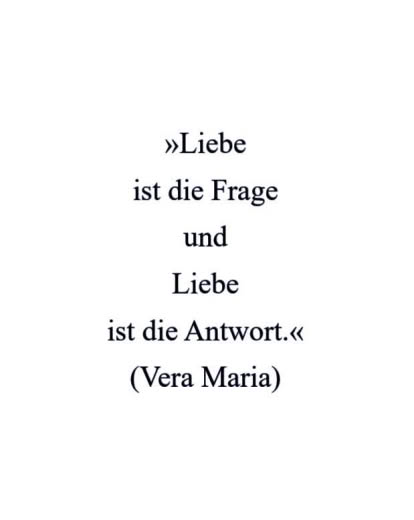 »Liebe
ist die Frage
und
Liebe
ist die Antwort.«
(Vera Maria)